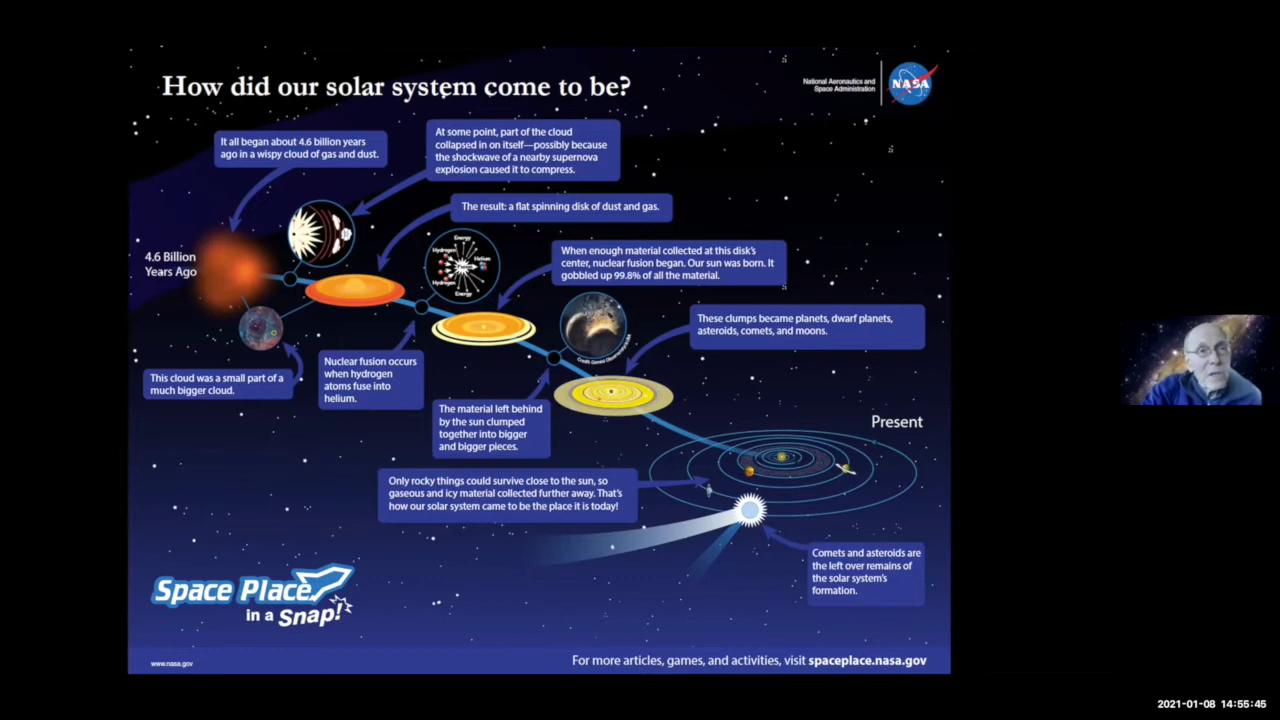 How did our solar system come to be?
National Aeronautics and
Space Administration
NASA
It all began about 4.6 billion years
ago in a wispy cloud of gas and dust.
At some point, part of the cloud
collapsed in on itself—possibly because
the shockwave of a nearby supernova
explosion caused it to compress.
The result: a flat spinning disk of dust and gas.
4.6 Billion
Years Ago
Energy
Hydrogen
Helium
Hydrogen
Energy
When enough material collected at this disk's
center, nuclear fusion began. Our sun was born. It
gobbled up 99.8% of all the material.
These clumps became planets, dwarf planets,
asteroids, comets, and moons.
This cloud was a small part of a
much bigger cloud.
Nuclear fusion occurs
when hydrogen
atoms fuse into
helium.
The material left behind
by the sun clumped
together into bigger
and bigger pieces.
Present
Only rocky things could survive close to the sun, so
gaseous and icy material collected further away. That's
how our solar system came to be the place it is today!
Comets and asteroids are
the left over remains of
the solar system's
formation.
Space Place
in a Snap!
www.nasa.gov
For more articles, games, and activities, visit spaceplace.nasa.gov
2021-01-08 14:55:45